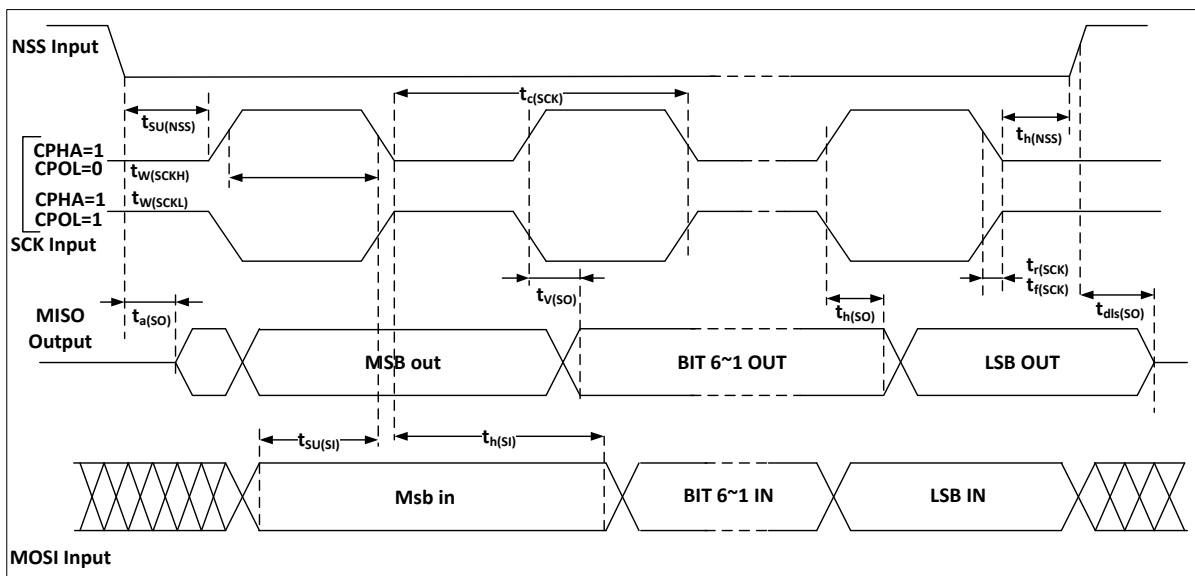 NSS Input
tc(SCK)
tSU(NSS)
th(NSS)
CPHA=1
CPOL=0
tW(SCKH)
CPHA=1
tW(SCKL)
CPOL=1
SCK Input
tr(SCK)
tV(SO)
tf(SCK)
ta(SO)
th(SO)
tdls(SO)
MISO
Output
MSB out
BIT 6~1 OUT
LSB OUT
tSU(SI)
th(SI)
Msb in
BIT 6~1 IN
LSB IN
MOSI Input